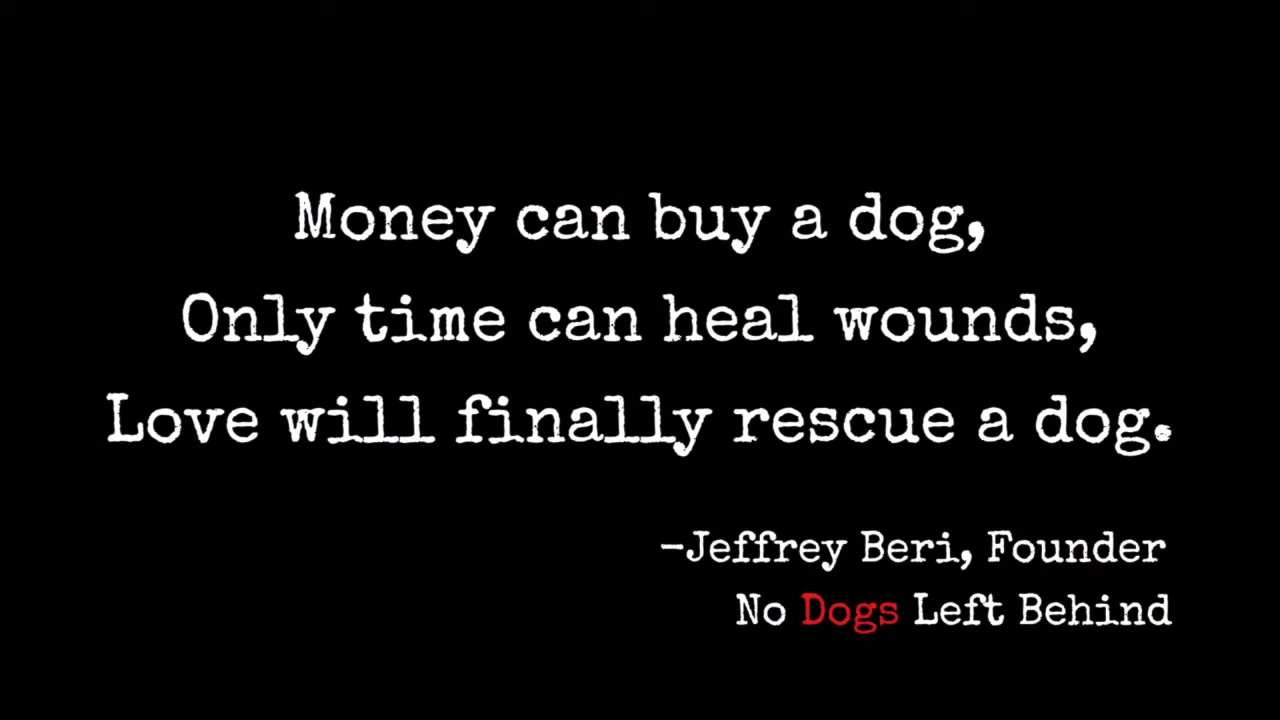 Money can buy a dog,
Only time can heal wounds,
Love will finally rescue a dog.
-Jeffrey Beri, Founder
No Dogs Left Behind